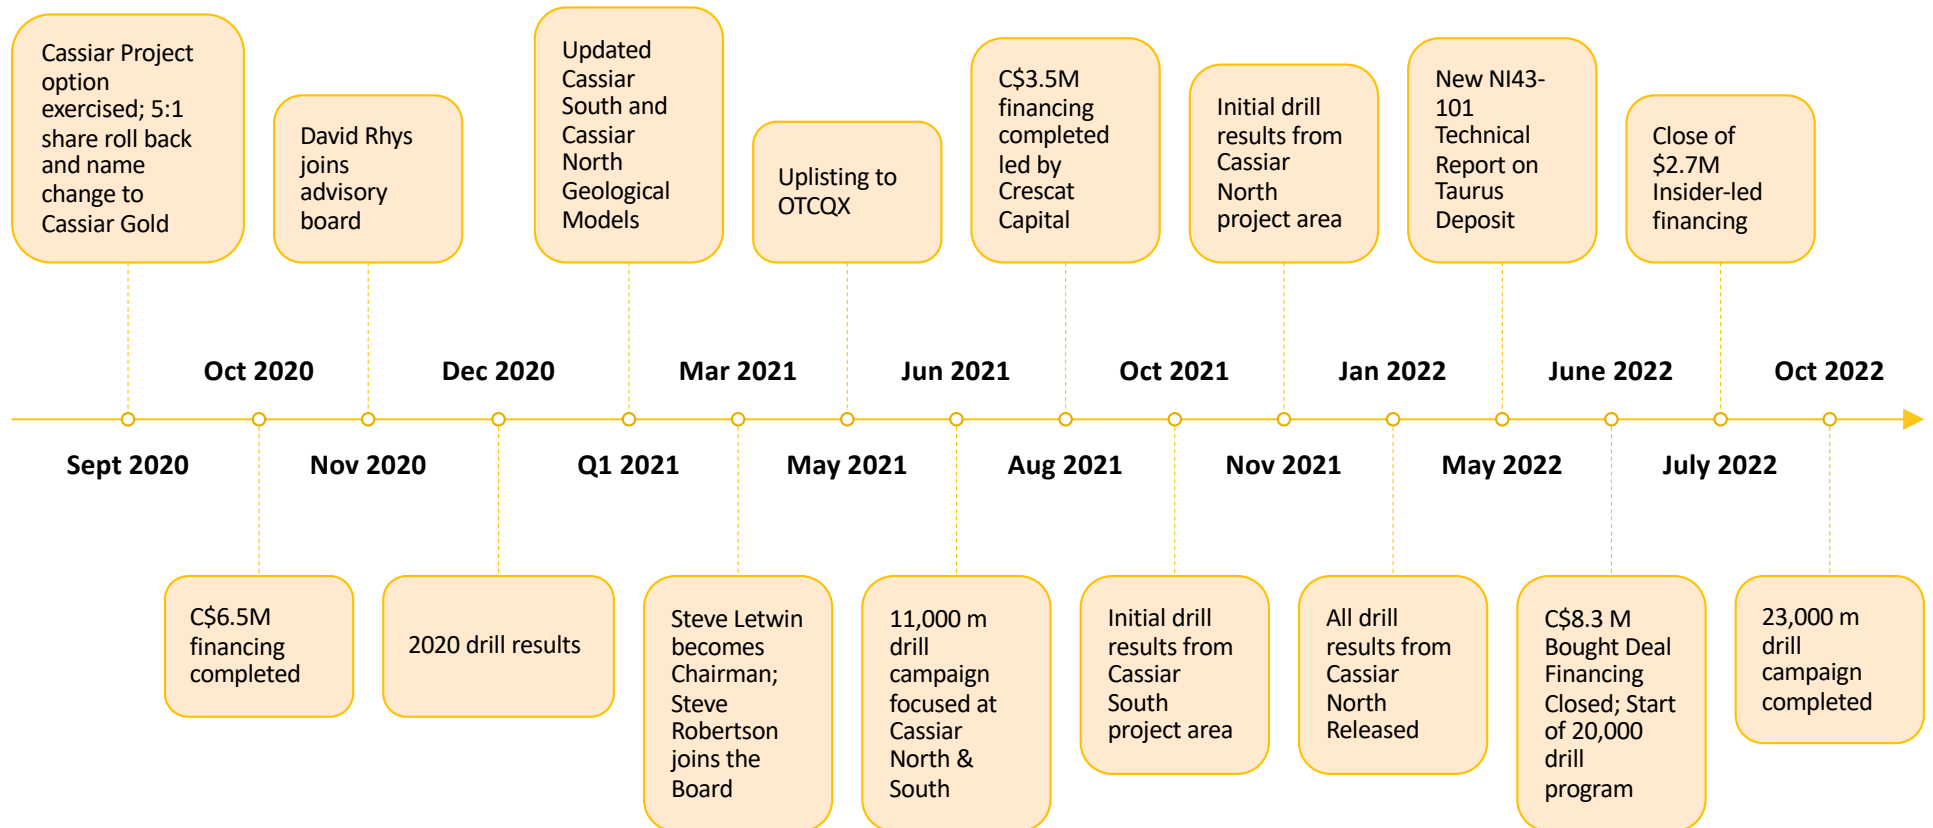 Cassiar Project
option
exercised; 5:1
share roll back
and name
change to
Cassiar Gold
David Rhys
joins
advisory
board
Updated
Cassiar
South and
Cassiar
North
Geological
Models
Uplisting to
OTCQX
C$3.5M
financing
completed
led by
Crescat
Capital
Initial drill
results from
Cassiar
North
project area
New NI43-
101
Technical
Report on
Taurus
Deposit
Close of
$2.7M
Insider-led
financing
Oct 2020
Dec 2020
Mar 2021
Jun 2021
Oct 2021
Jan 2022
June 2022
Oct 2022
Sept 2020
Nov 2020
Q1 2021
May 2021
Aug 2021
Nov 2021
May 2022
July 2022
C$6.5M
financing
completed
2020 drill results
Steve Letwin
becomes
Chairman;
Steve
Robertson
joins the
Board
11,000 m
drill
campaign
focused at
Cassiar
North &
South
Initial drill
results from
Cassiar
South
project area
All drill
results from
Cassiar
North
Released
C$8.3 M
Bought Deal
Financing
Closed; Start
of 20,000
drill
program
23,000 m
drill
campaign
completed